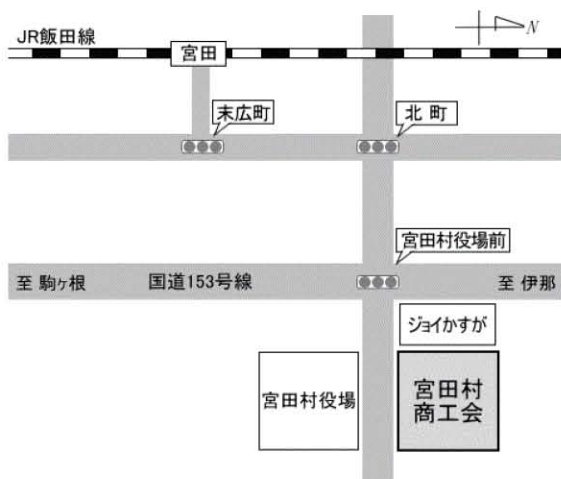 JR飯田線
N
宮田
末広町
北町
宮田村役場前
至 駒ヶ根
国道153号線
至 伊那
ジョイかすが
宮田村役場
宮田村
商工会